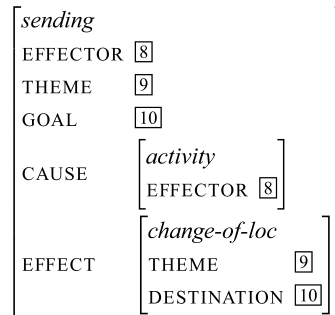 sending
EFFECTOR 8
THEME 9
GOAL 10
CAUSE
activity
EFFECTOR 8
EFFECT
change-of-loc
THEME 9
DESTINATION 10